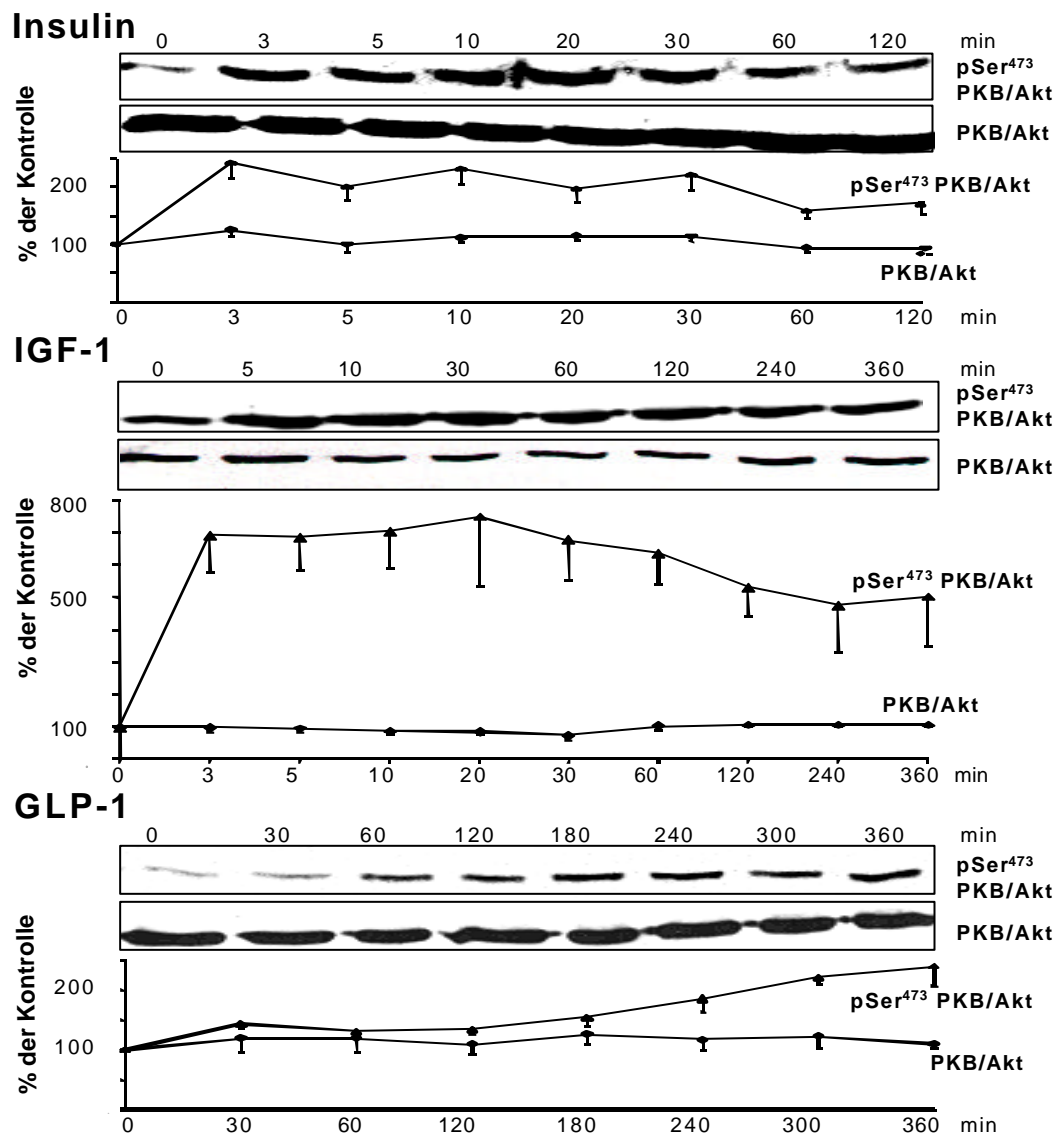 Insulin
0 3 5 10 20 30 60 120 min
pSer⁴⁷³
PKB/Akt
PKB/Akt
% der Kontrolle
200
100
pSer⁴⁷³ PKB/Akt
PKB/Akt
0 3 5 10 20 30 60 120 min
IGF-1
0 5 10 30 60 120 240 360 min
pSer⁴⁷³
PKB/Akt
PKB/Akt
% der Kontrolle
800
500
100
pSer⁴⁷³ PKB/Akt
PKB/Akt
0 3 5 10 20 30 60 120 240 360 min
GLP-1
0 30 60 120 180 240 300 360 min
pSer⁴⁷³
PKB/Akt
PKB/Akt
% der Kontrolle
200
100
pSer⁴⁷³ PKB/Akt
PKB/Akt
0 30 60 120 180 240 300 360 min